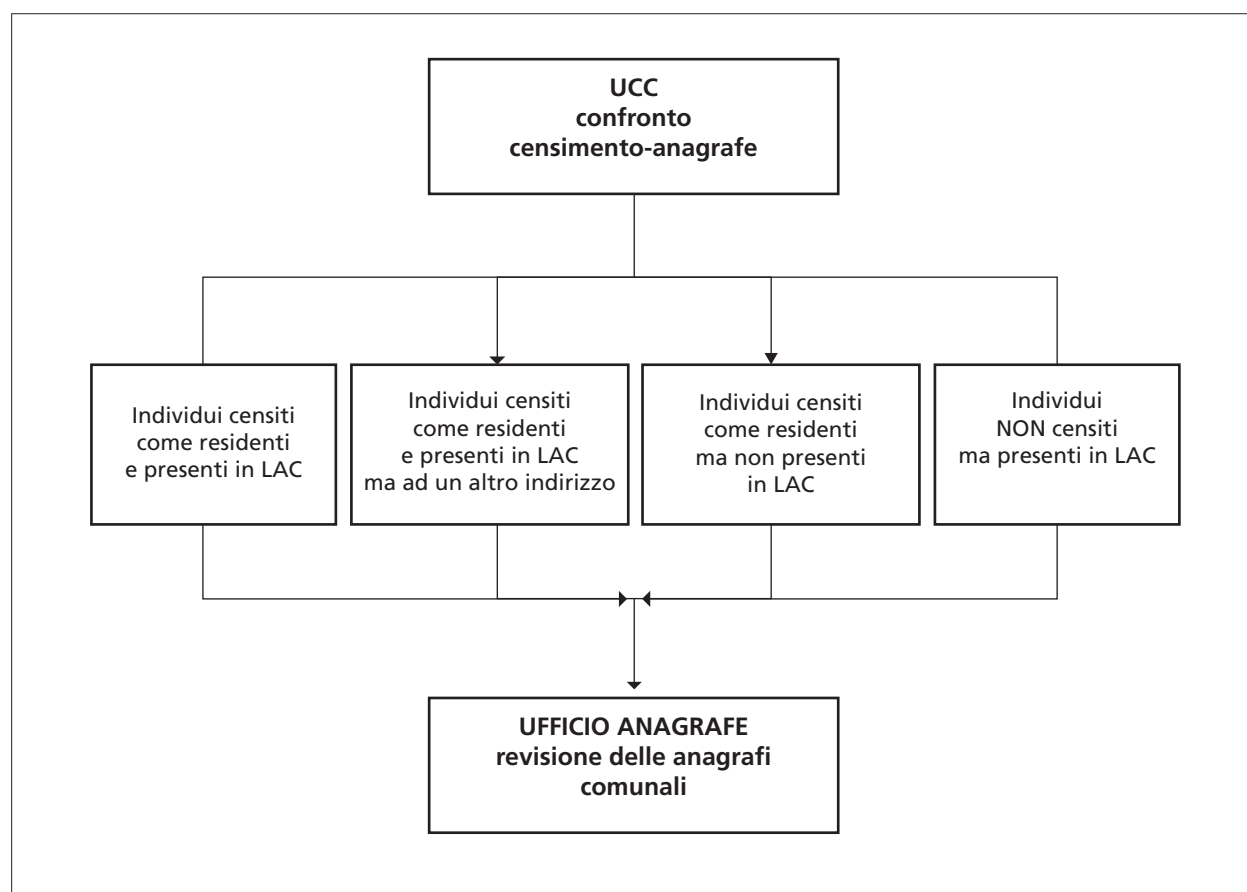 UCC
confronto
censimento-anagrafe
Individui censiti
come residenti
e presenti in LAC
Individui censiti
come residenti
e presenti in LAC
ma ad un altro indirizzo
Individui censiti
come residenti
ma non presenti
in LAC
Individui
NON censiti
ma presenti in LAC
UFFICIO ANAGRAFE
revisione delle anagrafi
comunali